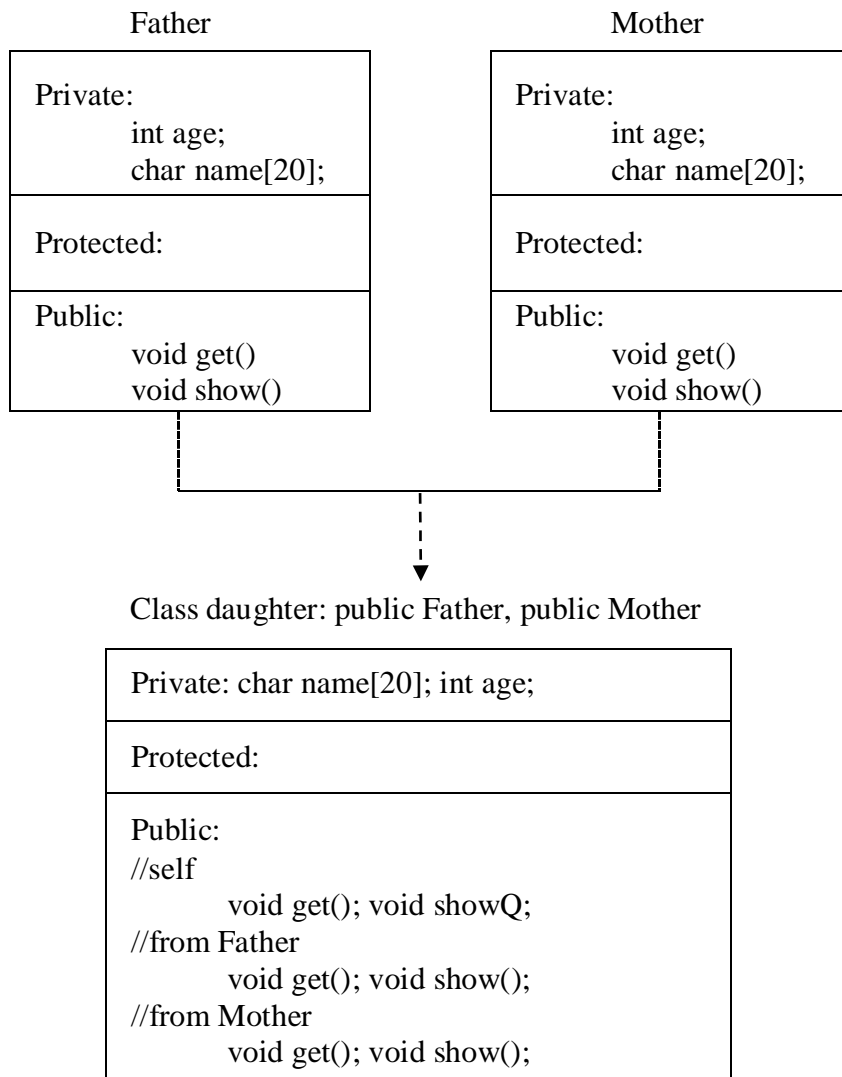 Father
Private:
int age;
char name[20];
Protected:
Public:
void get()
void show()
Mother
Private:
int age;
char name[20];
Protected:
Public:
void get()
void show()
Class daughter: public Father, public Mother
Private: char name[20]; int age;
Protected:
Public:
//self
void get(); void showQ;
//from Father
void get(); void show();
//from Mother
void get(); void show();